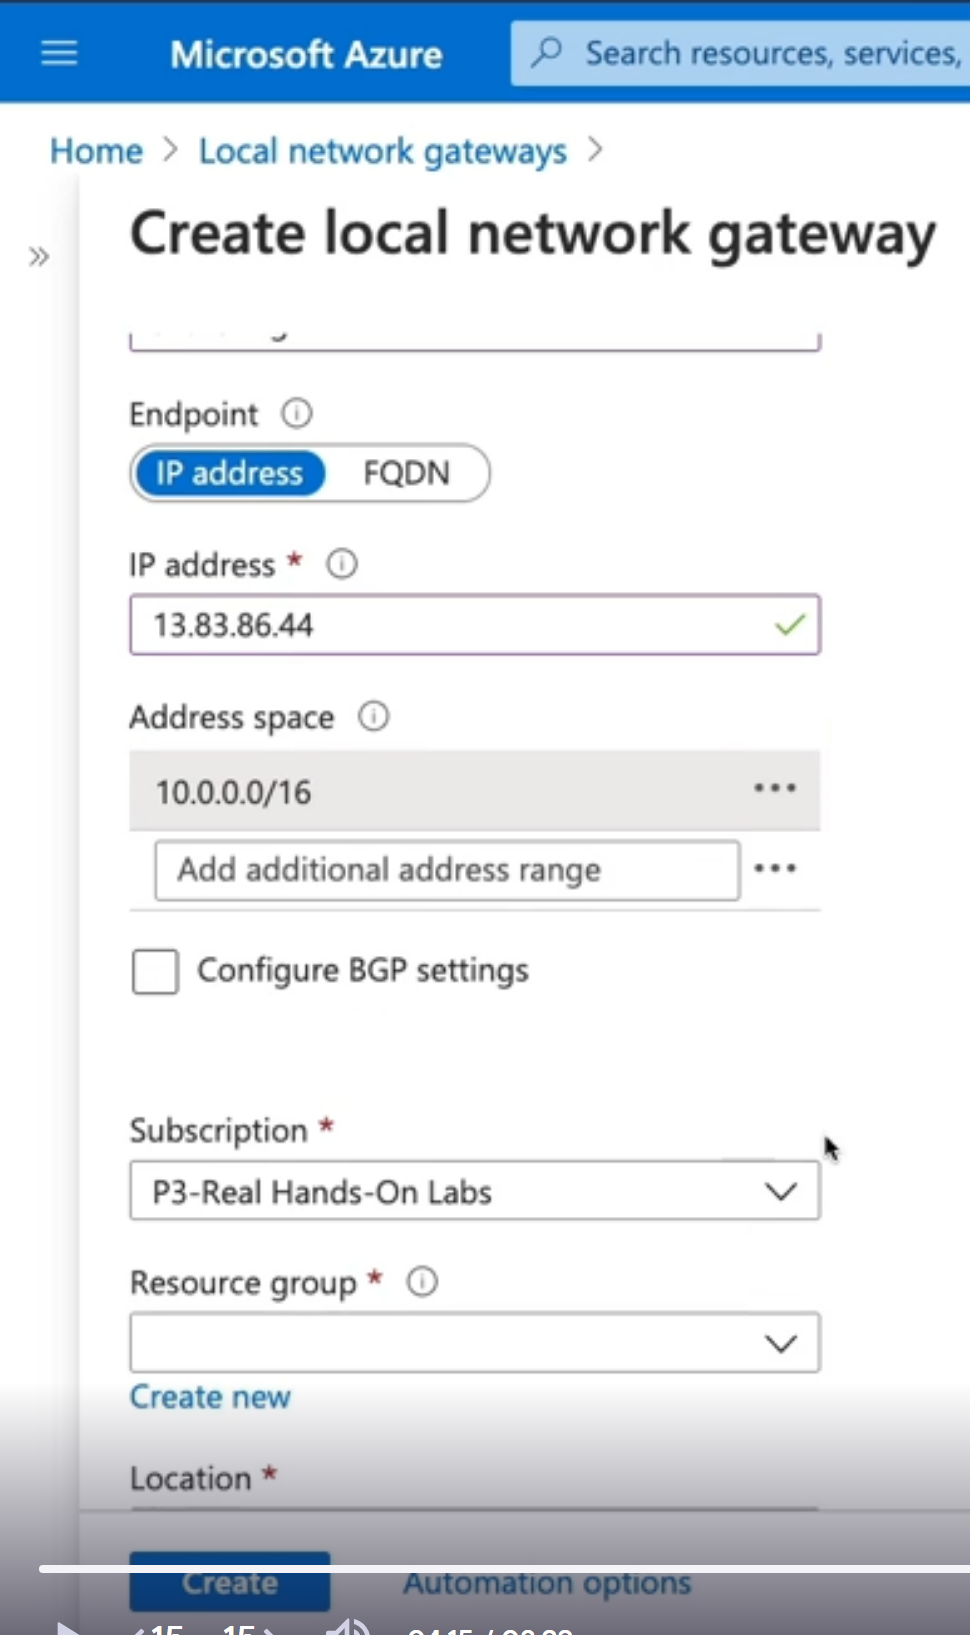 Microsoft Azure
Search resources, services,
Home > Local network gateways >
Create local network gateway
Endpoint
IP address FQDN
IP address *
13.83.86.44
Address space
10.0.0.0/16
Add additional address range
Configure BGP settings
Subscription *
P3-Real Hands-On Labs
Resource group *
Create new
Location *
Create Automation options
15 15